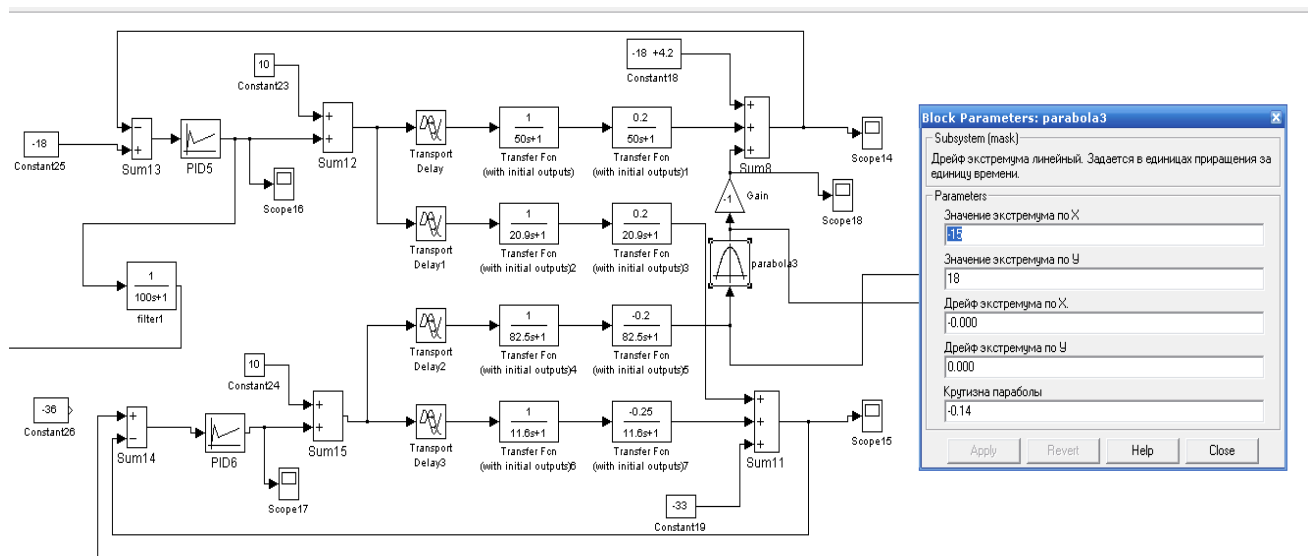 -18 +4.2
Constant18
10
Constant23
-18
Constant25
Sum13
PID5
Scope16
Sum12
Transport
Delay
1
50s+1
Transfer Fcn
(with initial outputs)
0.2
50s+1
Transfer Fcn
(with initial outputs)1
Sum8
Scope14
-1
Gain
Scope18
Transport
Delay1
1
20.9s+1
Transfer Fcn
(with initial outputs)2
0.2
20.9s+1
Transfer Fcn
(with initial outputs)3
parabola3
1
100s+1
filter1
Transport
Delay2
1
82.5s+1
Transfer Fcn
(with initial outputs)4
-0.2
82.5s+1
Transfer Fcn
(with initial outputs)5
10
Constant24
-36
Constant26
Sum14
PID6
Scope17
Sum15
Transport
Delay3
1
11.6s+1
Transfer Fcn
(with initial outputs)6
-0.25
11.6s+1
Transfer Fcn
(with initial outputs)7
Sum11
Scope15
-33
Constant19
Block Parameters: parabola3
Subsystem (mask)
Дрейф экстремума линейный. Задается в единицах приращения за
единицу времени.
Parameters
Значение экстремума по X
-15
Значение экстремума по У
18
Дрейф экстремума по X.
-0.000
Дрейф экстремума по У
0.000
Крутизна параболы
-0.14
Apply
Revert
Help
Close